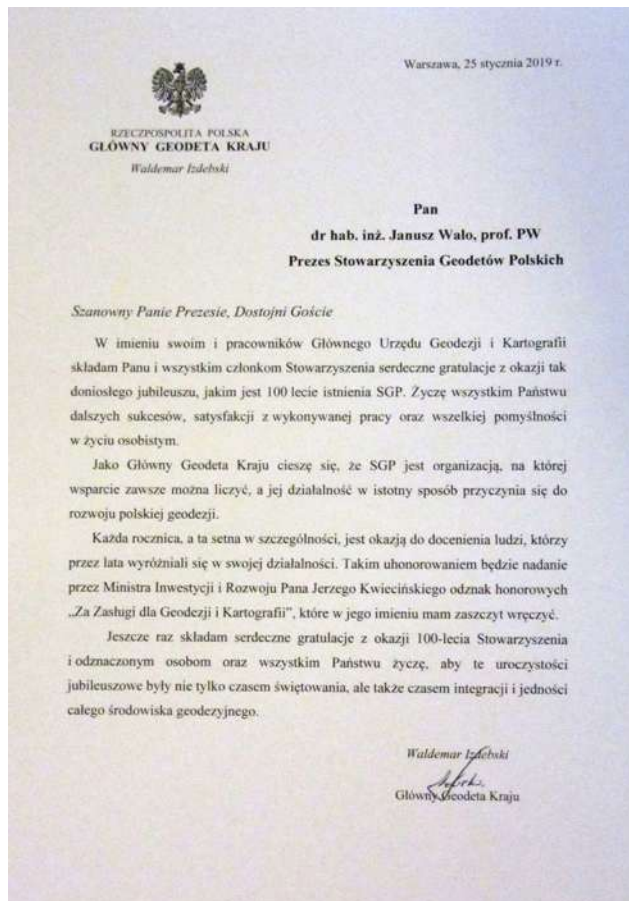 Warszawa, 25 stycznia 2019 r.
RZECZPOSPOLITA POLSKA
GŁÓWNY GEODETA KRAJU
Waldemar Izdebski
Pan
dr hab. inż. Janusz Walo, prof. PW
Prezes Stowarzyszenia Geodetów Polskich
Szanowny Panie Prezesie, Dostojni Goście
W imieniu swoim i pracowników Głównego Urzędu Geodezji i Kartografii
składam Panu i wszystkim członkom Stowarzyszenia serdeczne gratulacje z okazji tak
doniosłego jubileuszu, jakim jest 100 lecie istnienia SGP. Życzę wszystkim Państwu
dalszych sukcesów, satysfakcji z wykonywanej pracy oraz wszelkiej pomyślności
w życiu osobistym.
Jako Główny Geodeta Kraju cieszę się, że SGP jest organizacją, na której
wsparcie zawsze można liczyć, a jej działalność w istotny sposób przyczynia się do
rozwoju polskiej geodezji.
Każda rocznica, a ta setna w szczególności, jest okazją do docenienia ludzi, którzy
przez lata wyróżniali się w swojej działalności. Takim uhonorowaniem będzie nadanie
przez Ministra Inwestycji i Rozwoju Pana Jerzego Kwiecińskiego odznak honorowych
„Za Zasługi dla Geodezji i Kartografii”, które w jego imieniu mam zaszczyt wręczyć.
Jeszcze raz składam serdeczne gratulacje z okazji 100-lecia Stowarzyszenia
i odznaczonym osobom oraz wszystkim Państwu życzę, aby te uroczystości
jubileuszowe były nie tylko czasem świętowania, ale także czasem integracji i jedności
całego środowiska geodezyjnego.
Waldemar Izdebski
Główny Geodeta Kraju